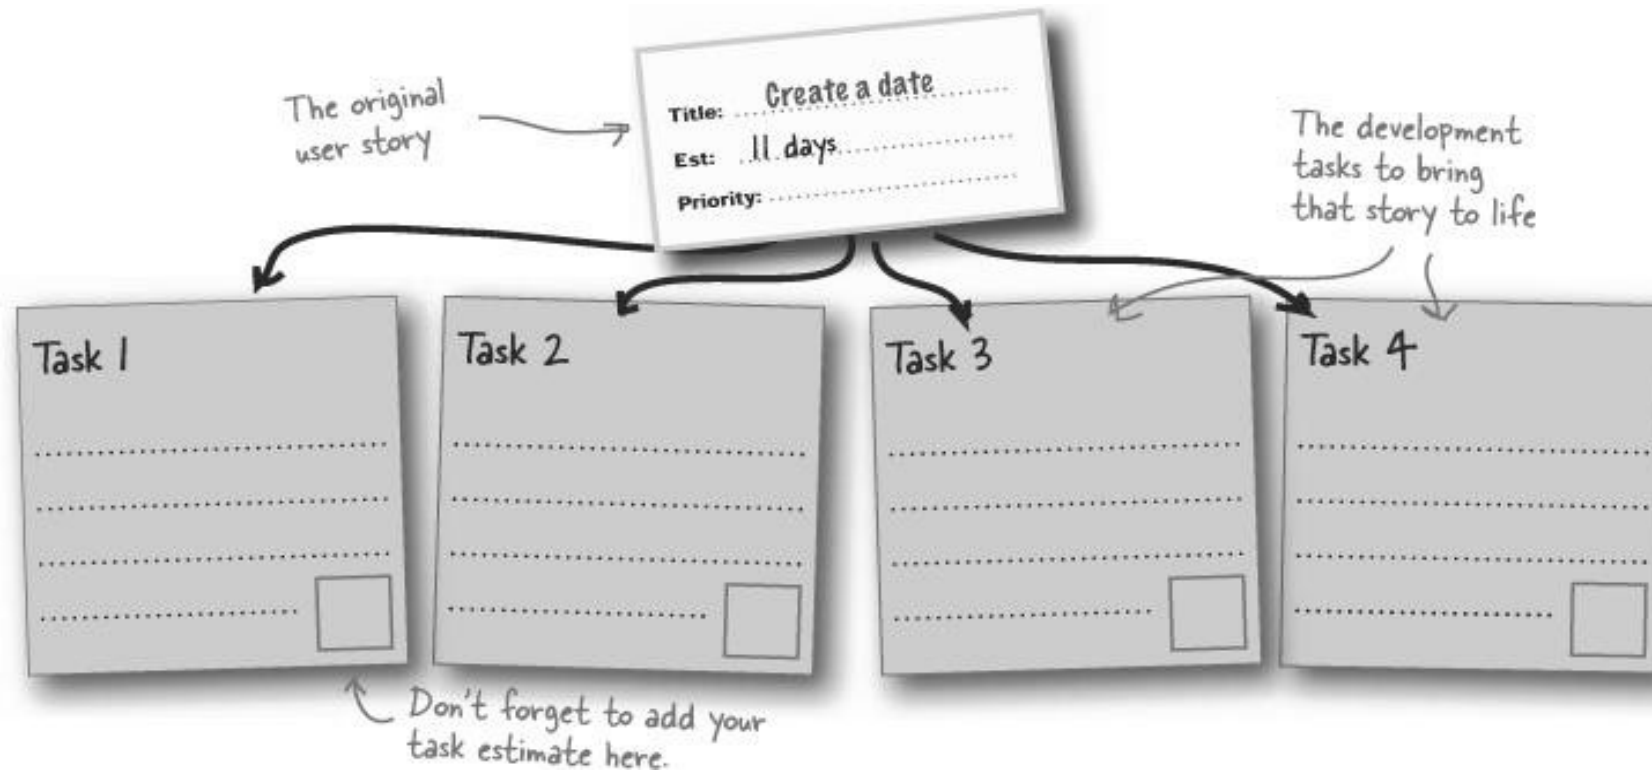 The original
user story
Title: Create a date
Est: 11 days
Priority:
The development
tasks to bring
that story to life
Task 1
Task 2
Task 3
Task 4
Don't forget to add your
task estimate here.